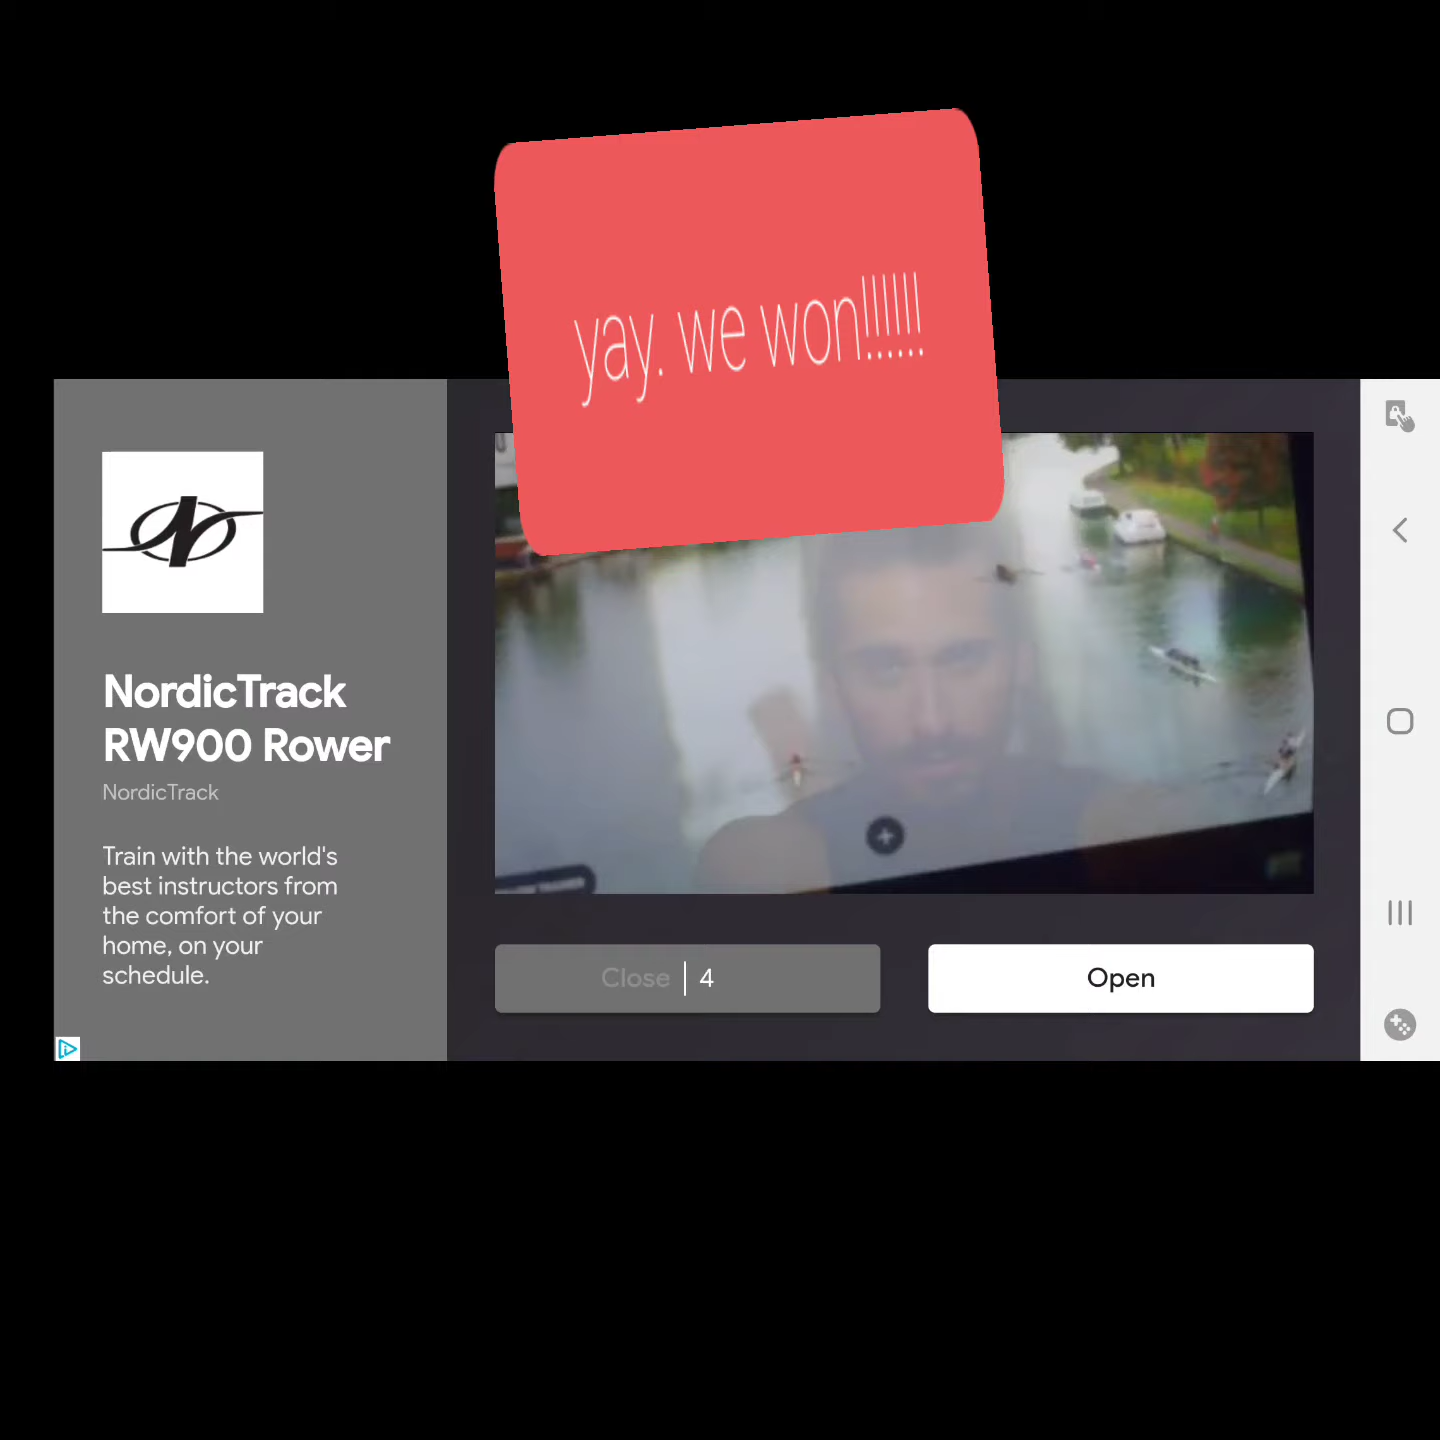 yay. we won!!!!!!
NordicTrack
RW900 Rower
NordicTrack
Train with the world's
best instructors from
the comfort of your
home, on your
schedule.
Close | 4
Open